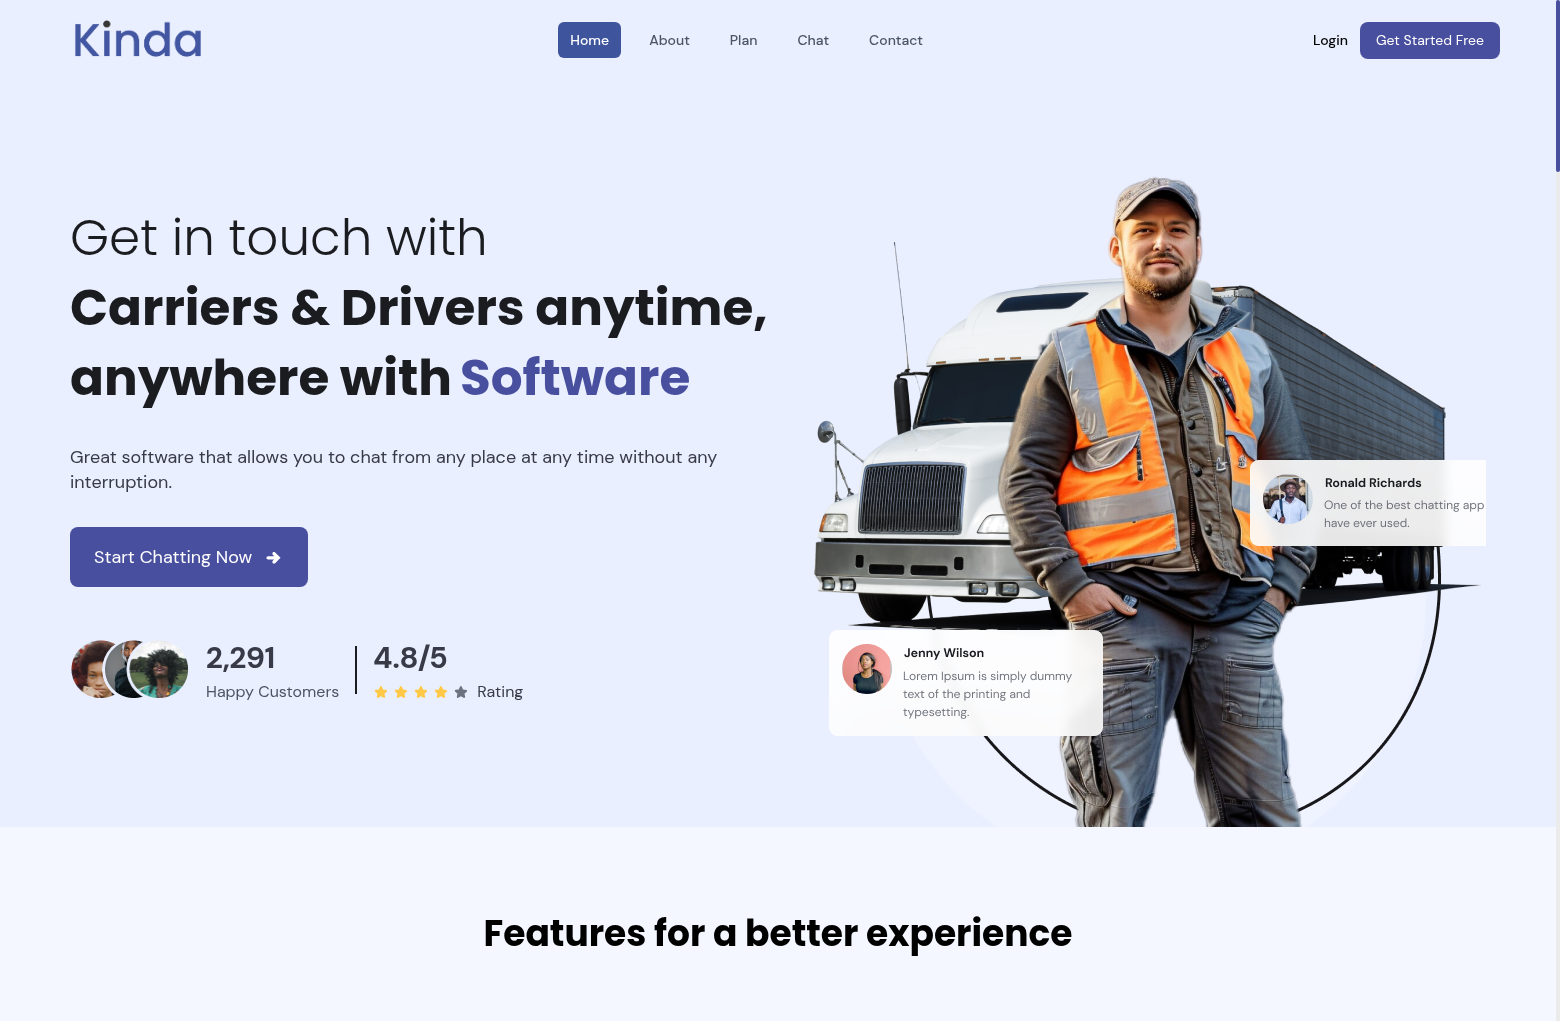 Kinda
Home
About
Plan
Chat
Contact
Login
Get Started Free
Get in touch with
Carriers & Drivers anytime,
anywhere with Software
Great software that allows you to chat from any place at any time without any
interruption.
Start Chatting Now
2,291
Happy Customers
4.8/5
Rating
Ronald Richards
One of the best chatting app
have ever used.
Jenny Wilson
Lorem Ipsum is simply dummy
text of the printing and
typesetting.
Features for a better experience